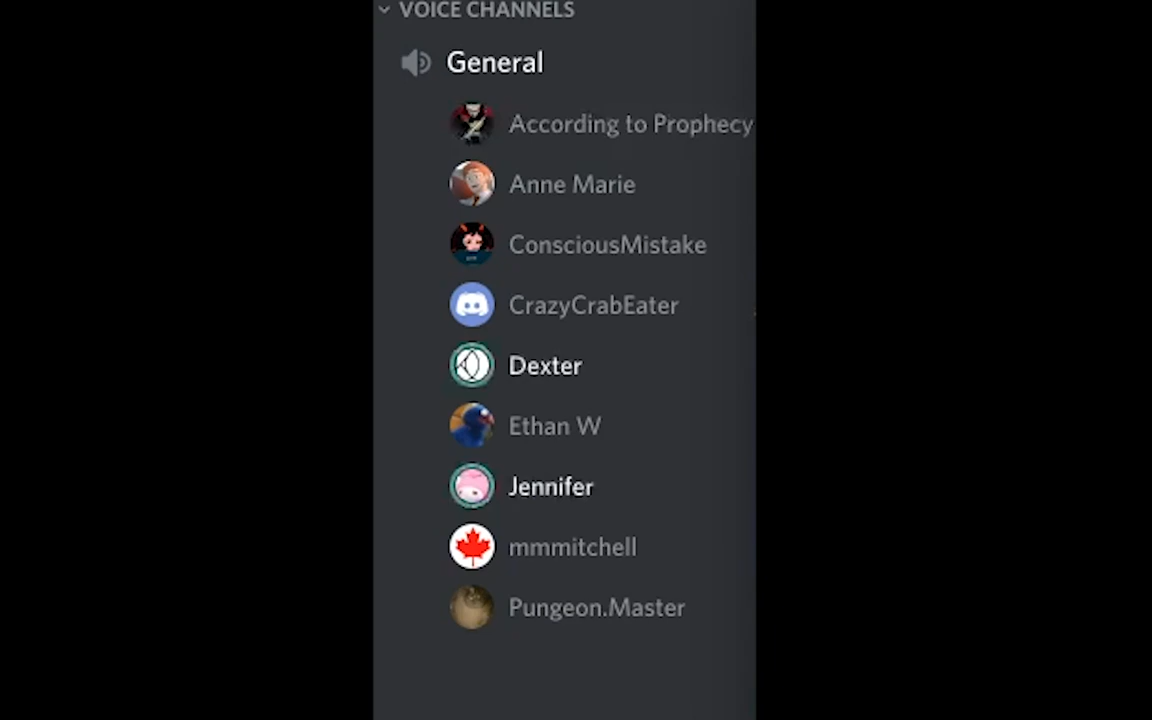 VOICE CHANNELS
General
According to Prophecy
Anne Marie
ConsciousMistake
CrazyCrabEater
Dexter
Ethan W
Jennifer
mmmitchell
Pungeon.Master